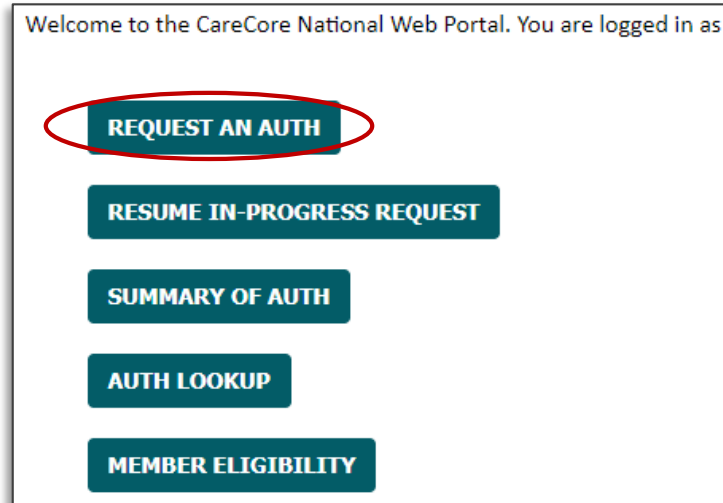 Welcome to the CareCore National Web Portal. You are logged in as
REQUEST AN AUTH
RESUME IN-PROGRESS REQUEST
SUMMARY OF AUTH
AUTH LOOKUP
MEMBER ELIGIBILITY